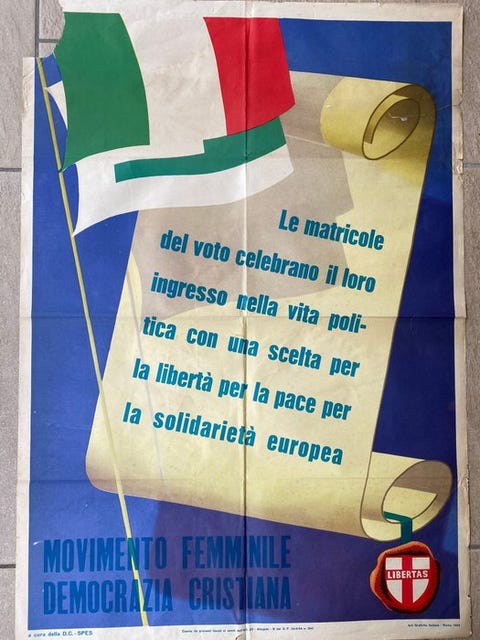 Le matricole
del voto celebrano il loro
ingresso nella vita poli-
tica con una scelta per
la libertà per la pace per
la solidarietà europea
MOVIMENTO FEMMINILE
DEMOCRAZIA CRISTIANA
LIBERTAS
a cura della D.C. - SPES